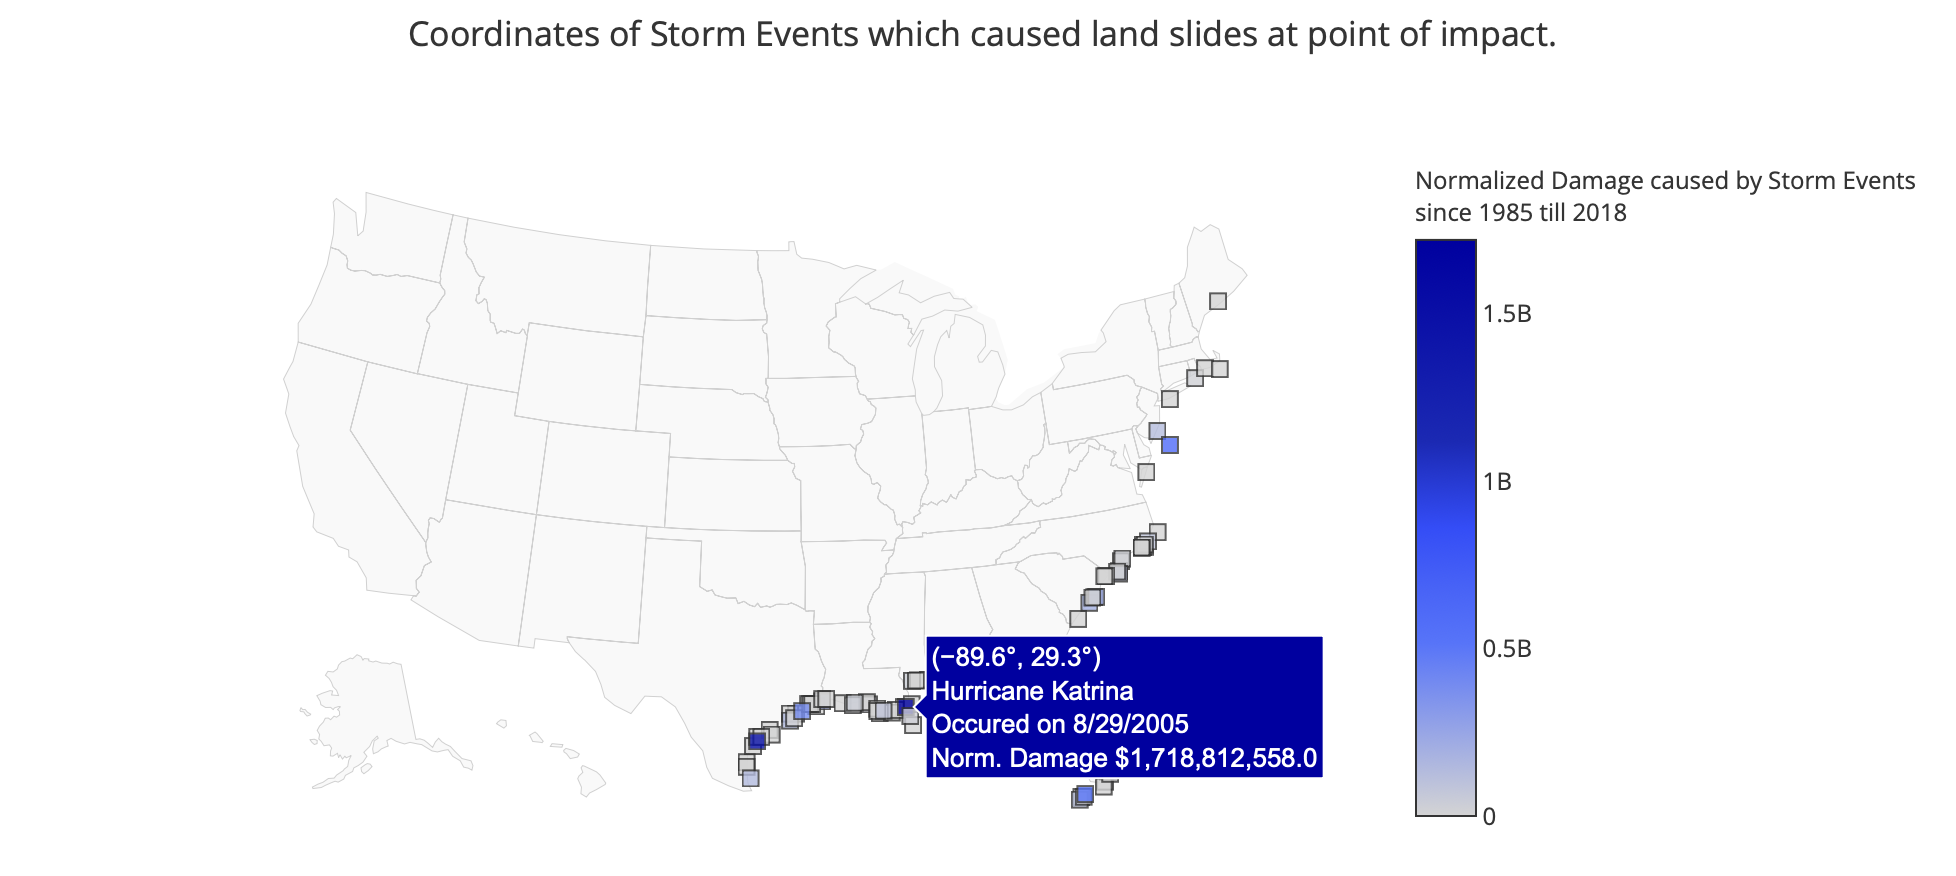 Coordinates of Storm Events which caused land slides at point of impact.
Normalized Damage caused by Storm Events
since 1985 till 2018
1.5B
1B
0.5B
0
(−89.6°, 29.3°)
Hurricane Katrina
Occured on 8/29/2005
Norm. Damage $1,718,812,558.0